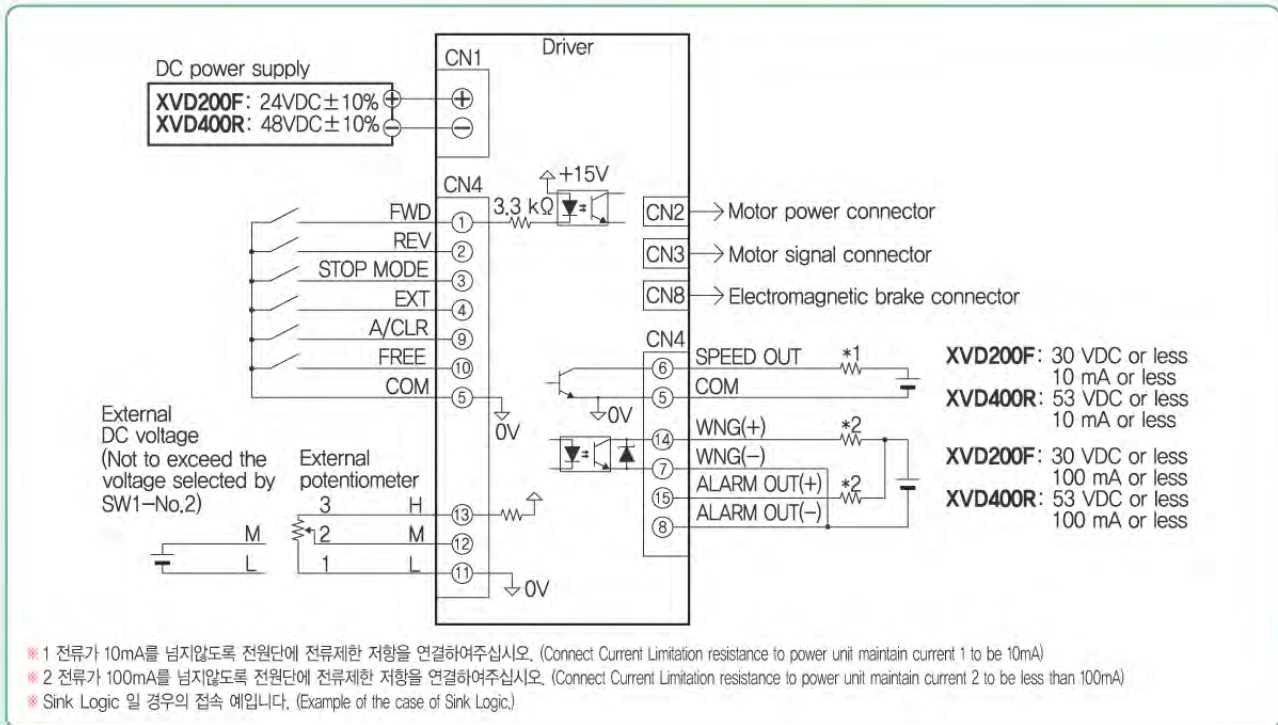 Driver
DC power supply
XVD200F: 24VDC±10%
XVD400R: 48VDC±10%
+
−
CN1
+
−
CN4
FWD
1
REV
2
STOP MODE
3
EXT
4
A/CLR
9
FREE
10
COM
5
0V
3.3 kΩ
+15V
External
DC voltage
(Not to exceed the
voltage selected by
SW1-No.2)
M
L
External
potentiometer
3 H 13
2 M 12
1 L 11
0V
CN2 Motor power connector
CN3 Motor signal connector
CN8 Electromagnetic brake connector
CN4
6 SPEED OUT *1
5 COM
0V
14 WNG(+) *2
7 WNG(−)
15 ALARM OUT(+) *2
8 ALARM OUT(−)
XVD200F: 30 VDC or less
10 mA or less
XVD400R: 53 VDC or less
10 mA or less
XVD200F: 30 VDC or less
100 mA or less
XVD400R: 53 VDC or less
100 mA or less
※ 1 전류가 10mA를 넘지않도록 전원단에 전류제한 저항을 연결하여주십시오. (Connect Current Limitation resistance to power unit maintain current 1 to be 10mA)
※ 2 전류가 100mA를 넘지않도록 전원단에 전류제한 저항을 연결하여주십시오. (Connect Current Limitation resistance to power unit maintain current 2 to be less than 100mA)
※ Sink Logic 일 경우의 접속 예입니다. (Example of the case of Sink Logic.)